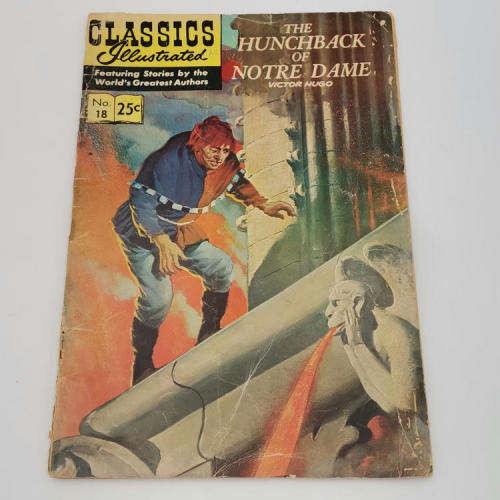 CLASSICS
Illustrated
Featuring Stories by the
World's Greatest Authors
No.
18
25¢
THE
HUNCHBACK
OF
NOTRE DAME
VICTOR HUGO